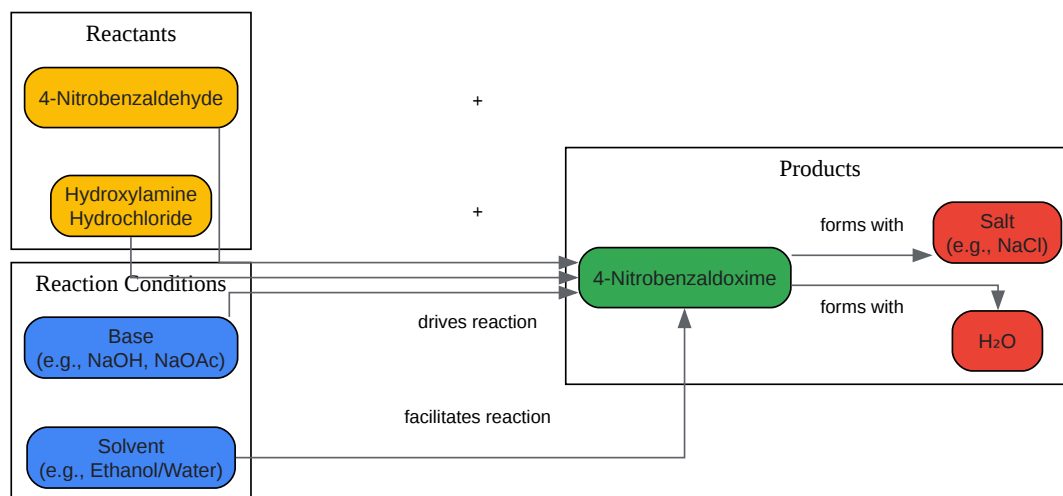 Reactants
4-Nitrobenzaldehyde
+
Hydroxylamine
Hydrochloride
+
Reaction Conditions
Base
(e.g., NaOH, NaOAc)
drives reaction
Solvent
(e.g., Ethanol/Water)
facilitates reaction
Products
4-Nitrobenzaldoxime
forms with
Salt
(e.g., NaCl)
forms with
H₂O